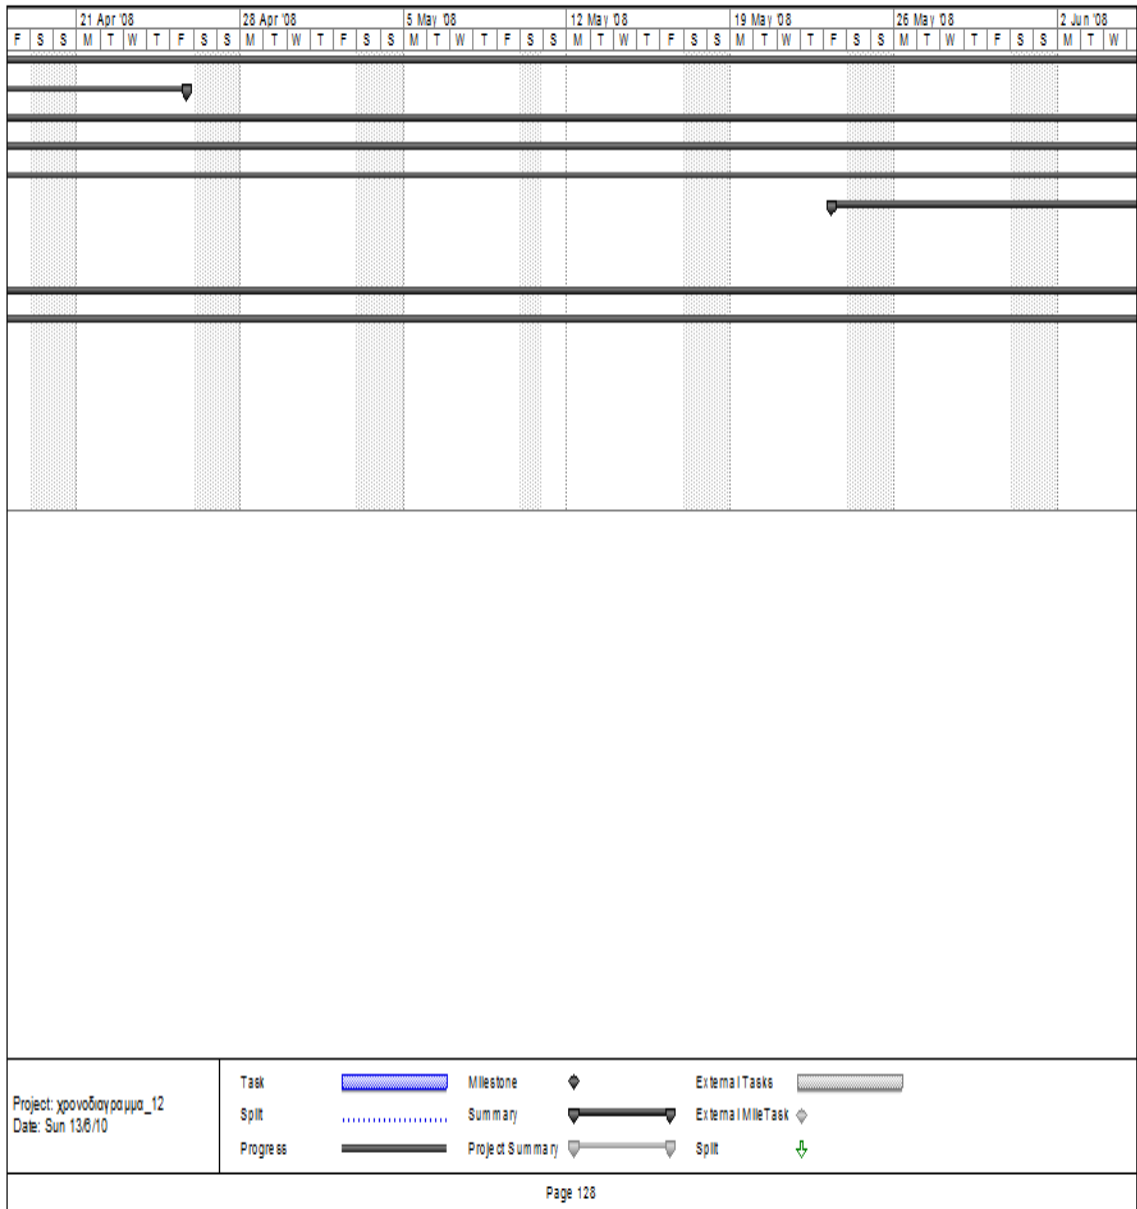 21 Apr '08 28 Apr '08 5 May '08 12 May '08 19 May '08 26 May '08 2 Jun '08
F S S M T W T F S S M T W T F S S M T W T F S S M T W T F S S M T W T F S S M T W T F S S M T W
Project: χρονοδιαγραμμα_12
Date: Sun 13/6/10
Task Milestone External Tasks
Split Summary External MileTask
Progress Project Summary Split
Page 128